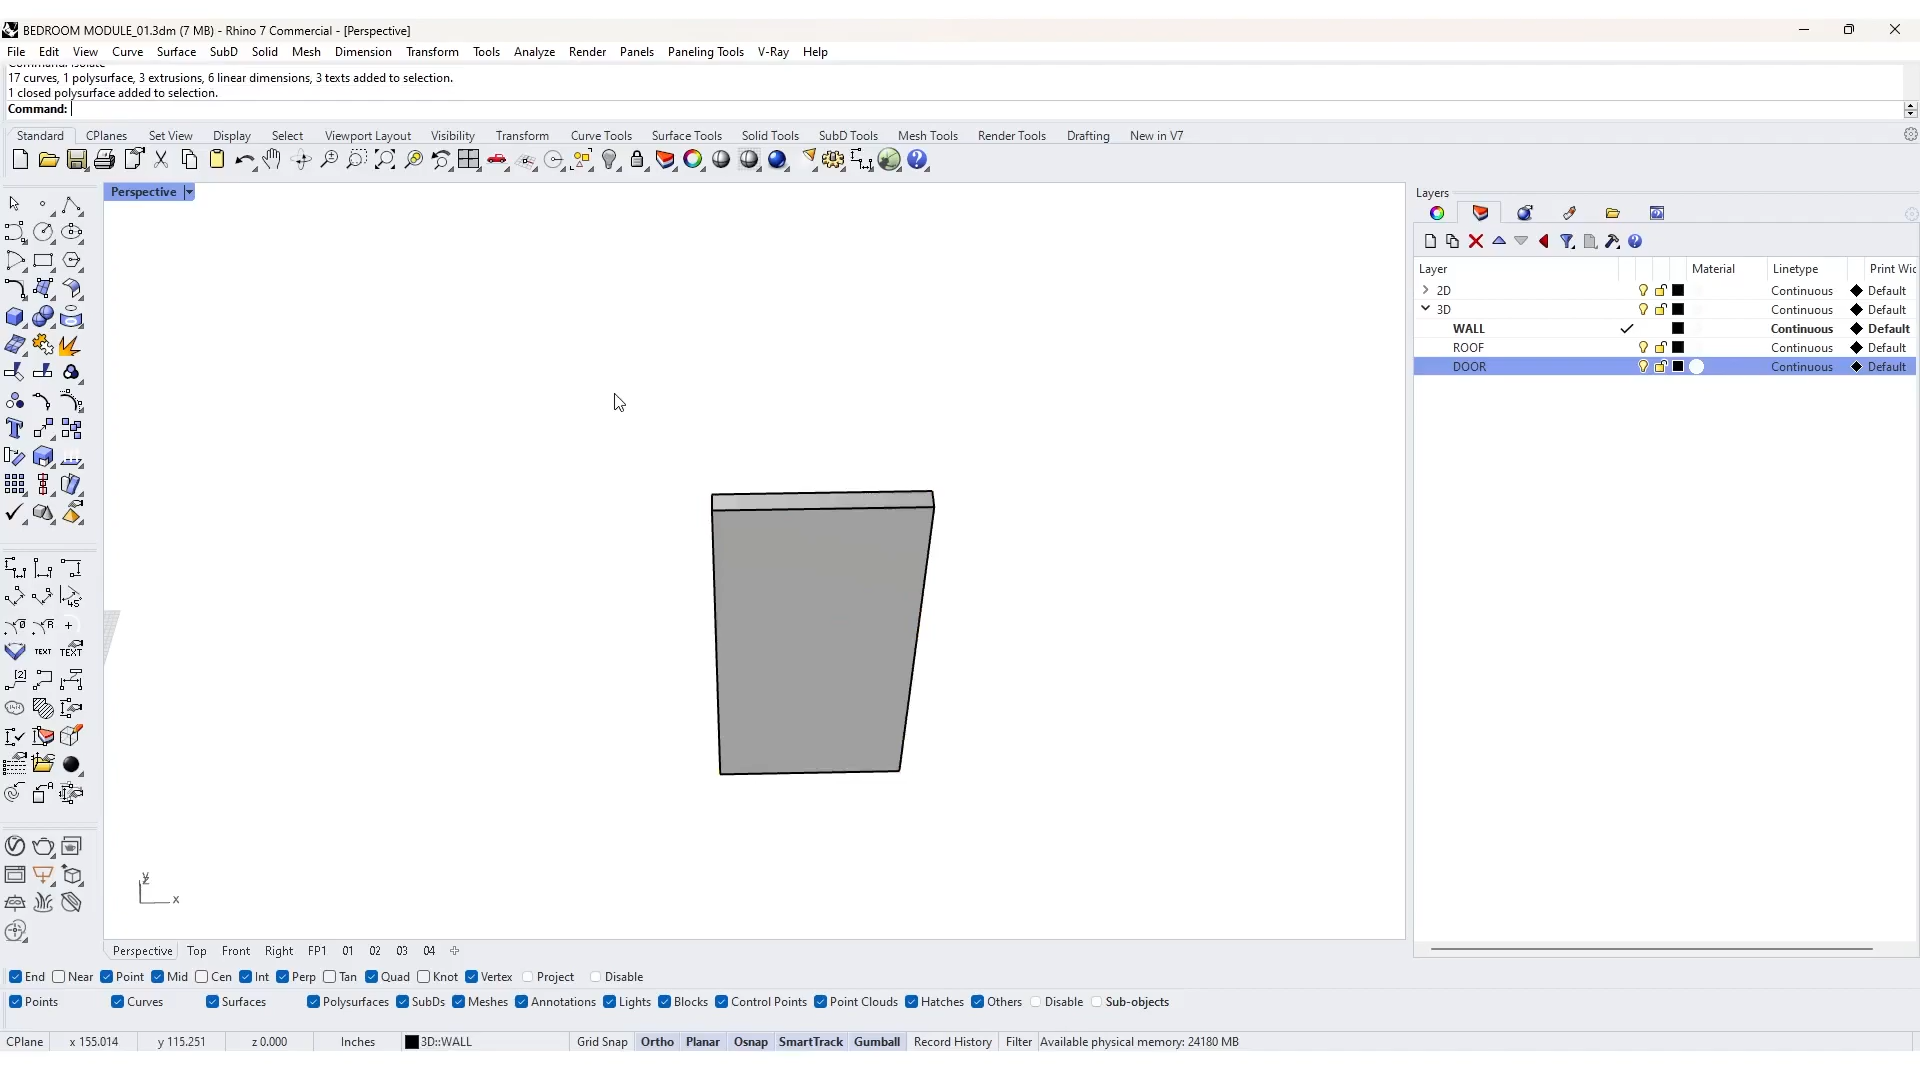 BEDROOM MODULE_01.3dm (7 MB) - Rhino 7 Commercial - [Perspective]
File Edit View Curve Surface SubD Solid Mesh Dimension Transform Tools Analyze Render Panels Paneling Tools V-Ray Help
17 curves, 1 polysurface, 3 extrusions, 6 linear dimensions, 3 texts added to selection.
1 closed polysurface added to selection.
Command:
Standard CPlanes Set View Display Select Viewport Layout Visibility Transform Curve Tools Surface Tools Solid Tools SubD Tools Mesh Tools Render Tools Drafting New in V7
Perspective
Layers
Layer Material Linetype Print Wid
2D Continuous Default
3D Continuous Default
WALL Continuous Default
ROOF Continuous Default
DOOR Continuous Default
TEXT TEXT
y x
Perspective Top Front Right FP1 01 02 03 04
End Near Point Mid Cen Int Perp Tan Quad Knot Vertex Project Disable
Points Curves Surfaces Polysurfaces SubDs Meshes Annotations Lights Blocks Control Points Point Clouds Hatches Others Disable Sub-objects
CPlane x 155.014 y 115.251 z 0.000 Inches 3D::WALL Grid Snap Ortho Planar Osnap SmartTrack Gumball Record History Filter Available physical memory: 24180 MB